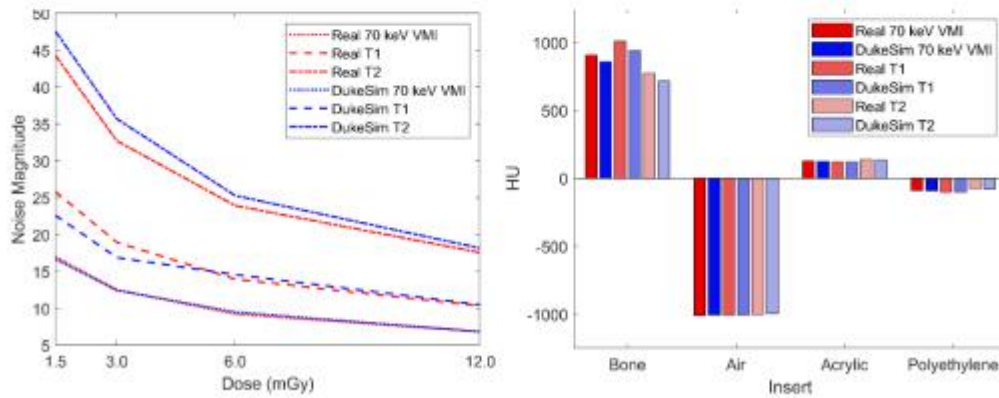 50
45
40
35
30
25
20
15
10
5
Noise Magnitude
1.5 3.0 6.0 12.0
Dose (mGy)
Real 70 keV VMI
Real T1
Real T2
DukeSim 70 keV VMI
DukeSim T1
DukeSim T2
1000
500
0
-500
-1000
HU
Bone Air Acrylic Polyethylene
Insert
Real 70 keV VMI
DukeSim 70 keV VMI
Real T1
DukeSim T1
Real T2
DukeSim T2